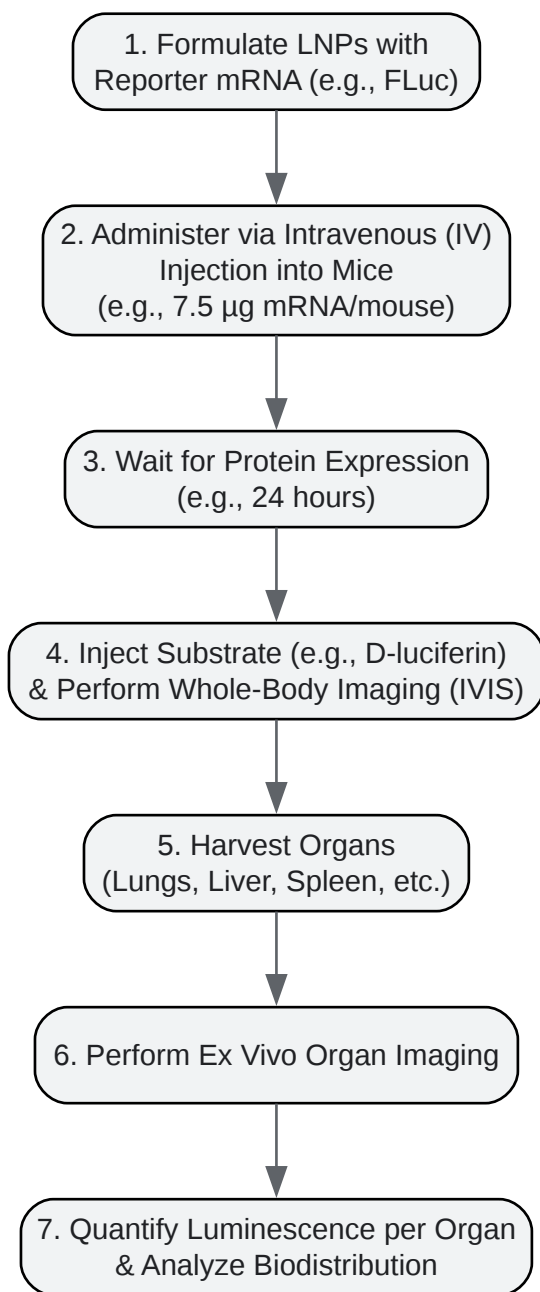 1. Formulate LNPs with
Reporter mRNA (e.g., FLuc)
2. Administer via Intravenous (IV)
Injection into Mice
(e.g., 7.5 µg mRNA/mouse)
3. Wait for Protein Expression
(e.g., 24 hours)
4. Inject Substrate (e.g., D-luciferin)
& Perform Whole-Body Imaging (IVIS)
5. Harvest Organs
(Lungs, Liver, Spleen, etc.)
6. Perform Ex Vivo Organ Imaging
7. Quantify Luminescence per Organ
& Analyze Biodistribution